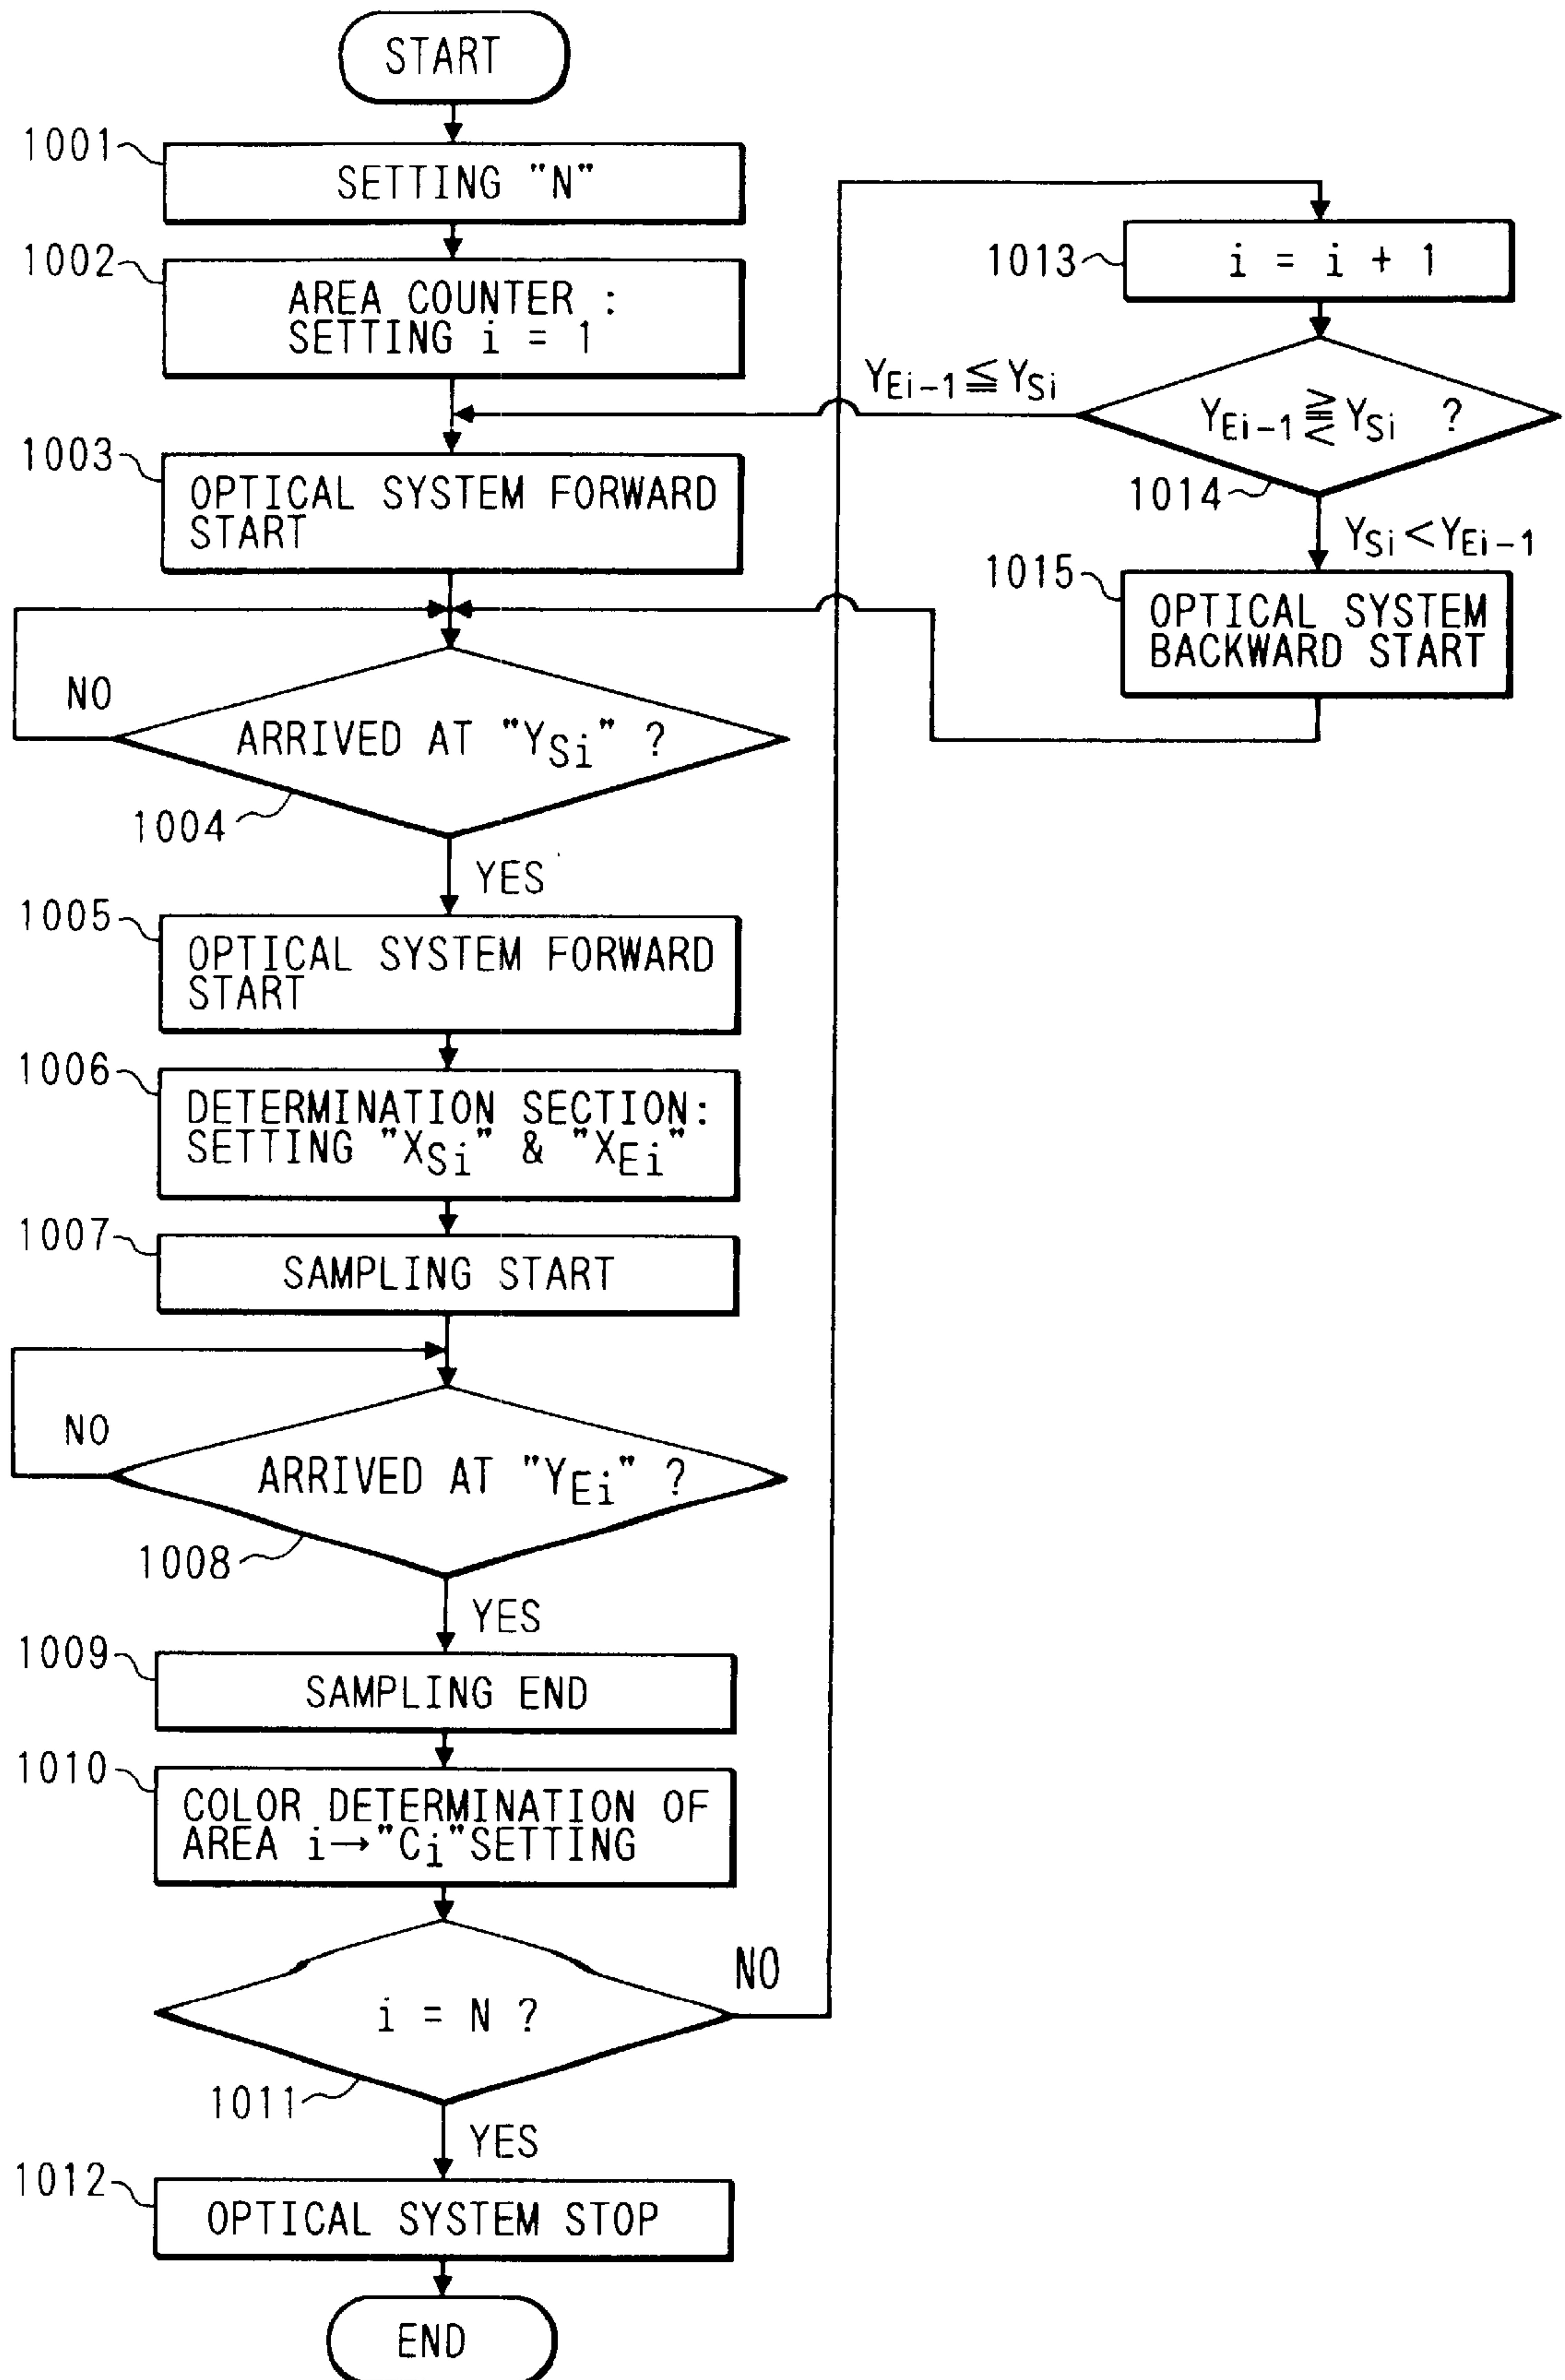 START
1001
SETTING "N"
1002
AREA COUNTER :
SETTING i = 1
1003
OPTICAL SYSTEM FORWARD
START
NO
ARRIVED AT "YSi" ?
1004
YES
1005
OPTICAL SYSTEM FORWARD
START
1006
DETERMINATION SECTION:
SETTING "XSi" & "XEi"
1007
SAMPLING START
NO
ARRIVED AT "YEi" ?
1008
YES
1009
SAMPLING END
1010
COLOR DETERMINATION OF
AREA i→"Ci"SETTING
NO
i = N ?
1011
YES
1012
OPTICAL SYSTEM STOP
END
1013
i = i + 1
YEi-1≦YSi
YEi-1⪌YSi ?
1014
YSi<YEi-1
1015
OPTICAL SYSTEM
BACKWARD START